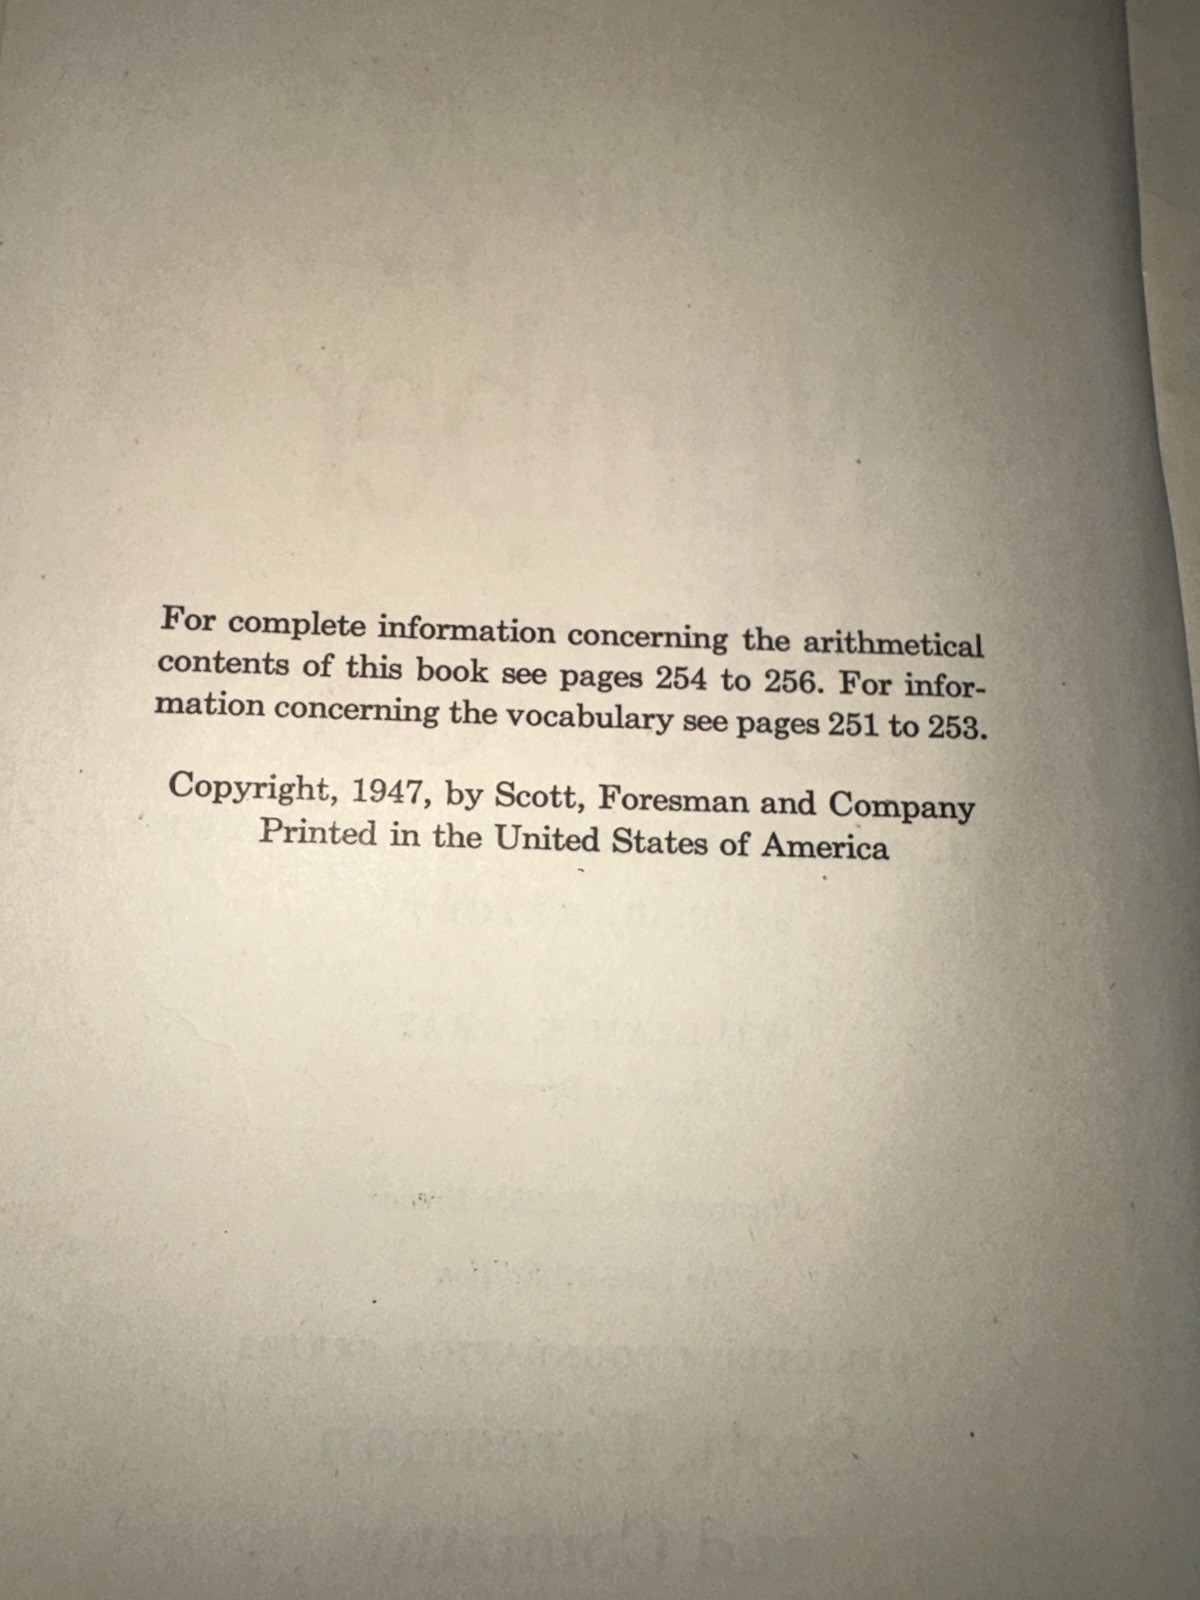 For complete information concerning the arithmetical
contents of this book see pages 254 to 256. For infor-
mation concerning the vocabulary see pages 251 to 253.
Copyright, 1947, by Scott, Foresman and Company
Printed in the United States of America